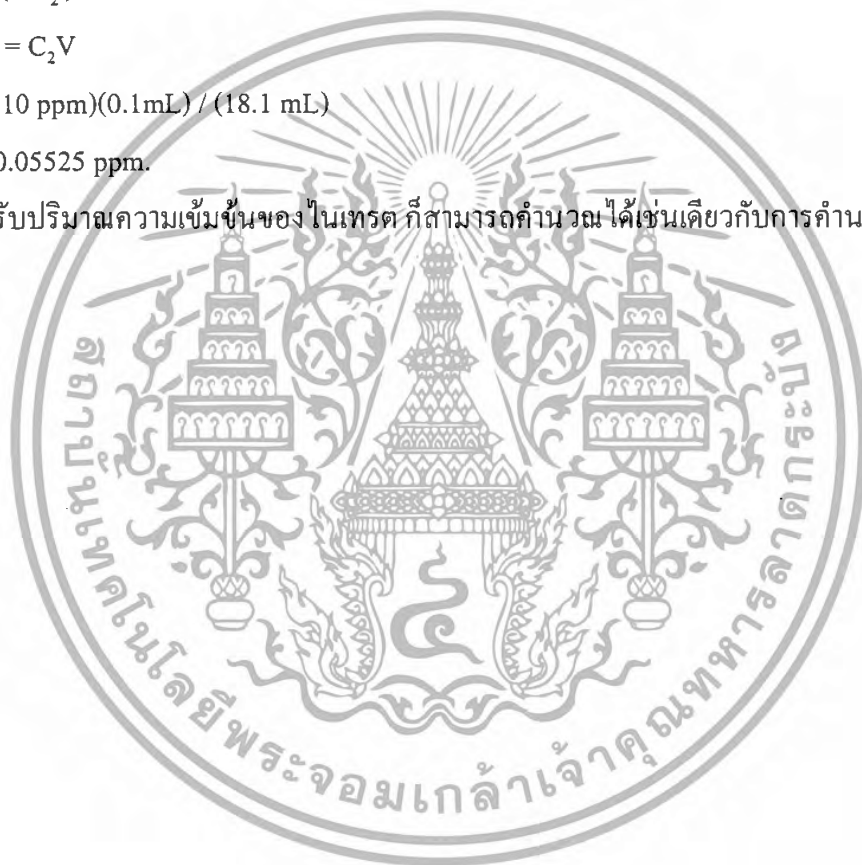 = C₂V
10 ppm)(0.1mL) / (18.1 mL)
0.05525 ppm.
รับปริมาณความเข้มข้นของไนเทรต ก็สามารถคำนวณได้เช่นเดียวกับการคำน
สถาบันเทคโนโลยีพระจอมเกล้าเจ้าคุณทหารลาดกระบัง
๔